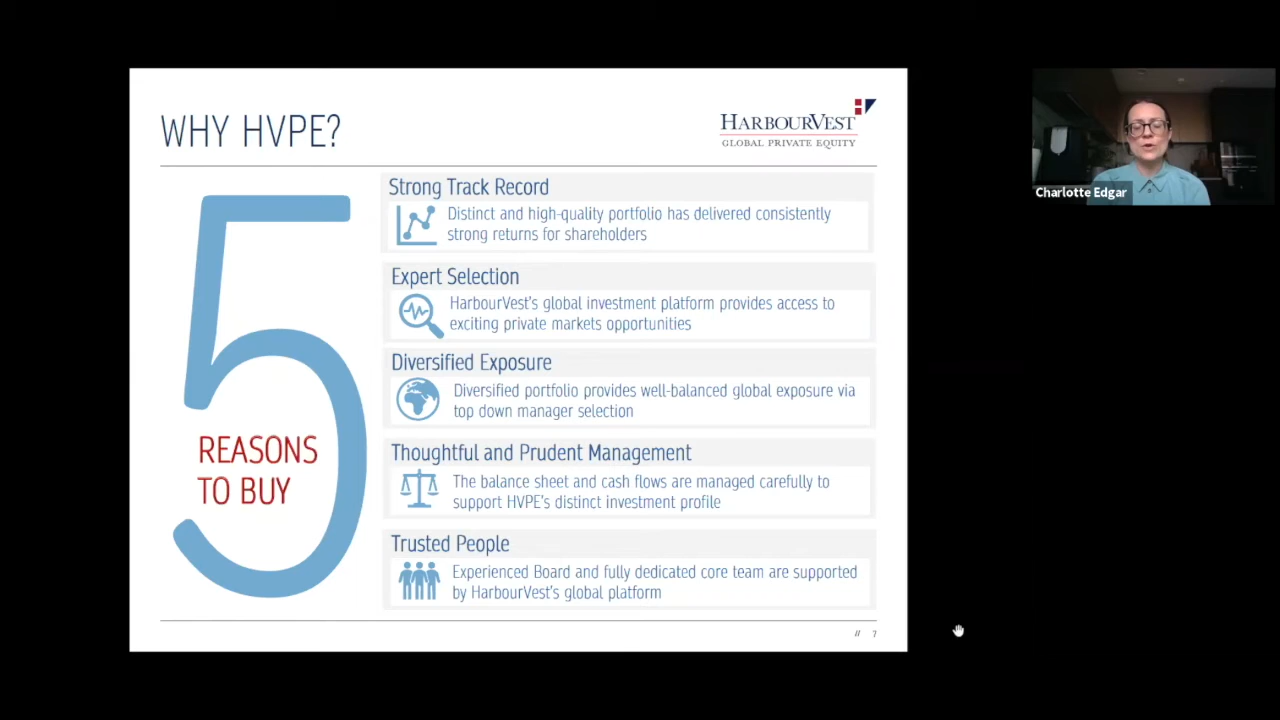 WHY HVPE?
HARBOURVEST
GLOBAL PRIVATE EQUITY
5
REASONS
TO BUY
Strong Track Record
Distinct and high-quality portfolio has delivered consistently
strong returns for shareholders
Expert Selection
HarbourVest's global investment platform provides access to
exciting private markets opportunities
Diversified Exposure
Diversified portfolio provides well-balanced global exposure via
top down manager selection
Thoughtful and Prudent Management
The balance sheet and cash flows are managed carefully to
support HVPE's distinct investment profile
Trusted People
Experienced Board and fully dedicated core team are supported
by HarbourVest's global platform
// 7
Charlotte Edgar